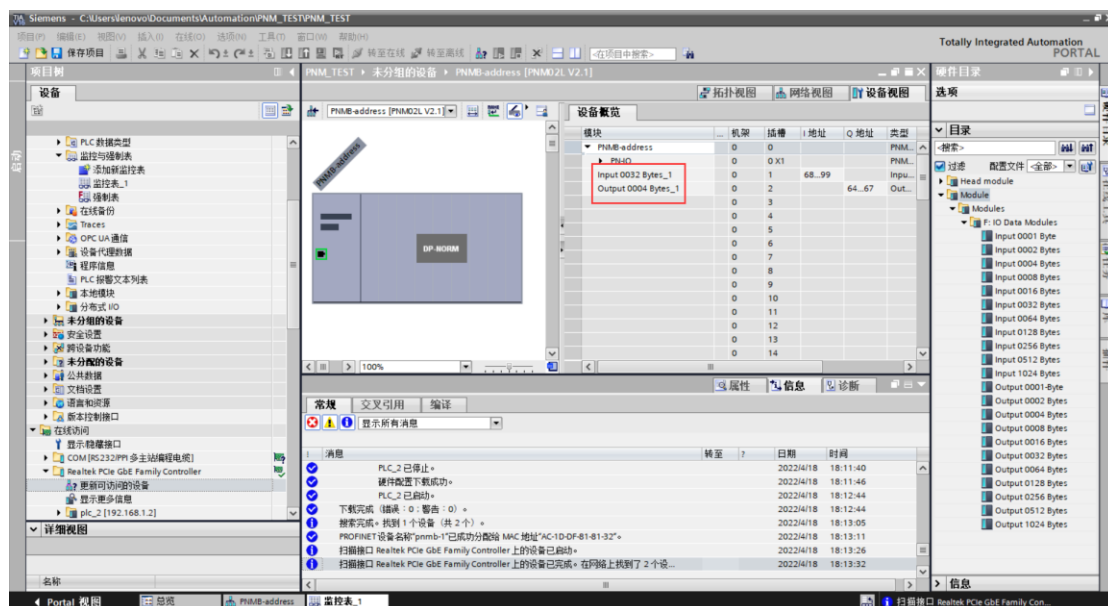 Siemens - C:\Users\lenovo\Documents\Automation\PNM_TEST\PNM_TEST
项目(P) 编辑(E) 视图(V) 插入(I) 在线(O) 选项(N) 工具(T) 窗口(W) 帮助(H)
Totally Integrated Automation
PORTAL
保存项目 转至在线 转至离线 <在项目中搜索>
项目树
PNM_TEST 未分组的设备 PNMB-address [PNM02L V2.1]
硬件目录
设备
拓扑视图 网络视图 设备视图
选项
PNMB-address [PNM02L V2.1]
设备概览
模块 ... 机架 插槽 I 地址 Q 地址 类型
PNMB-address 0 0 PNM...
PN-IO 0 0 X1 PNM...
Input 0032 Bytes_1 0 1 68...99 Inpu...
Output 0004 Bytes_1 0 2 64...67 Out...
0 3
0 4
0 5
0 6
0 7
0 8
0 9
0 10
0 11
0 12
0 13
0 14
PNMB-address
DP-NORM
100%
PLC 数据类型
监控与强制表
添加新监控表
监控表_1
强制表
在线备份
Traces
OPC UA 通信
设备代理数据
程序信息
PLC 报警文本列表
本地模块
分布式 I/O
未分组的设备
安全设置
跨设备功能
未分配的设备
公共数据
文档设置
语言和资源
版本控制接口
在线访问
显示/隐藏接口
COM [RS232/PPI 多主站编程电缆]
Realtek PCIe GbE Family Controller
更新可访问的设备
显示更多信息
plc_2 [192.168.1.2]
详细视图
名称
目录
<搜索>
过滤 配置文件 <全部>
Head module
Module
Modules
F: IO Data Modules
Input 0001 Byte
Input 0002 Bytes
Input 0004 Bytes
Input 0008 Bytes
Input 0016 Bytes
Input 0032 Bytes
Input 0064 Bytes
Input 0128 Bytes
Input 0256 Bytes
Input 0512 Bytes
Input 1024 Bytes
Output 0001-Byte
Output 0002 Bytes
Output 0004 Bytes
Output 0008 Bytes
Output 0016 Bytes
Output 0032 Bytes
Output 0064 Bytes
Output 0128 Bytes
Output 0256 Bytes
Output 0512 Bytes
Output 1024 Bytes
信息
属性 信息 诊断
常规 交叉引用 编译
显示所有消息
! 消息 转至 ? 日期 时间
PLC_2 已停止。 2022/4/18 18:11:40
硬件配置下载成功。 2022/4/18 18:11:46
PLC_2 已启动。 2022/4/18 18:12:44
下载完成（错误：0；警告：0）。 2022/4/18 18:12:44
搜索完成。找到 1 个设备（共 2 个）。 2022/4/18 18:13:05
PROFINET 设备名称“pnmb-1”已成功分配给 MAC 地址“AC-1D-DF-81-81-32”。 2022/4/18 18:13:11
扫描接口 Realtek PCIe GbE Family Controller 上的设备已启动。 2022/4/18 18:13:26
扫描接口 Realtek PCIe GbE Family Controller 上的设备已完成。在网络上找到了 2 个设... 2022/4/18 18:13:32
Portal 视图 总览 PNMB-address 监控表_1 扫描接口 Realtek PCIe GbE Family Con...